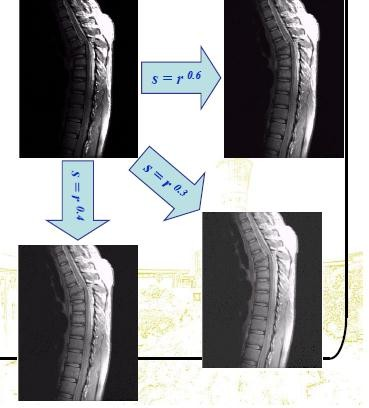 s = r 0.6
s = r 0.4
s = r 0.3